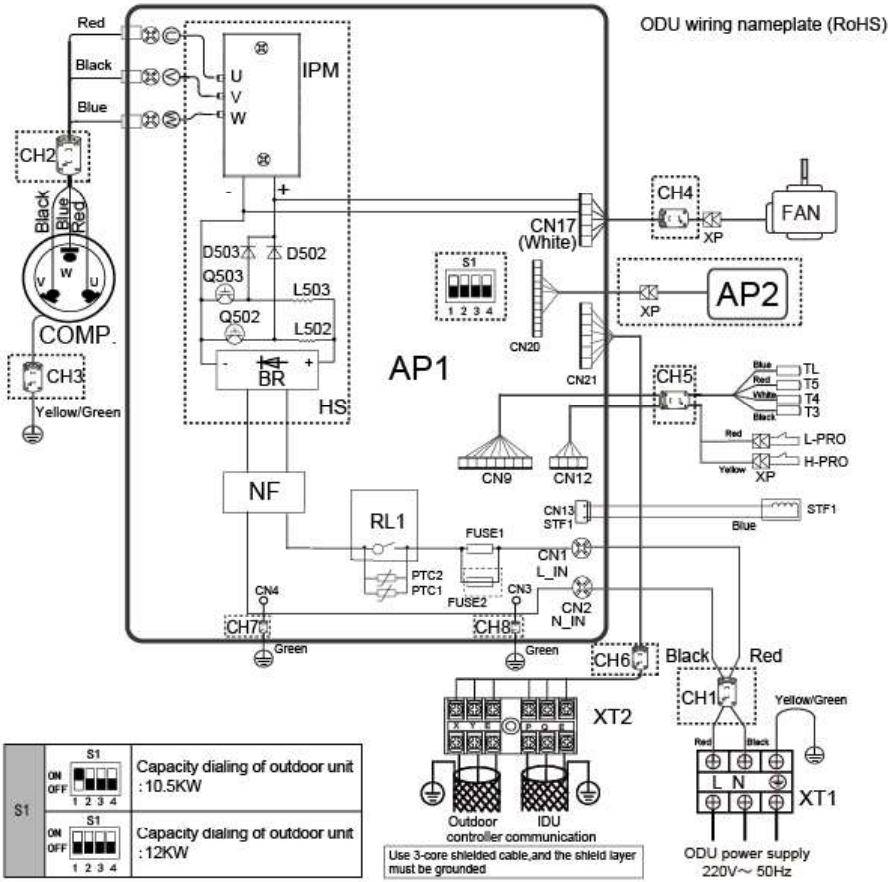 ODU wiring nameplate (RoHS)
Red
Black
Blue
U
V
W
IPM
U
V
W
- +
CH2
Black
Blue
Red
W
V
U
COMP.
CH3
Yellow/Green
D503
D502
Q503
L503
Q502
L502
- +
BR
HS
AP1
CN17
(White)
CH4
XP
FAN
S1
1 2 3 4
CN20
XP
AP2
CN21
CH5
Blue
TL
Red
T5
White
T4
Black
T3
Red
L-PRO
Yellow
H-PRO
XP
CN9
CN12
NF
RL1
PTC2
PTC1
FUSE1
FUSE2
CN13
STF1
Blue
STF1
CN1
L_IN
CN2
N_IN
CN4
CH7
Green
CN3
CH8
Green
CH6
Black
Red
CH1
Yellow/Green
XT2
X Y E
P Q E
Red
Black
L N
XT1
Outdoor
IDU
controller communication
Use 3-core shielded cable,and the shield layer
must be grounded
ODU power supply
220V～ 50Hz
S1
S1
ON
OFF
1 2 3 4
Capacity dialing of outdoor unit
:10.5KW
S1
ON
OFF
1 2 3 4
Capacity dialing of outdoor unit
:12KW